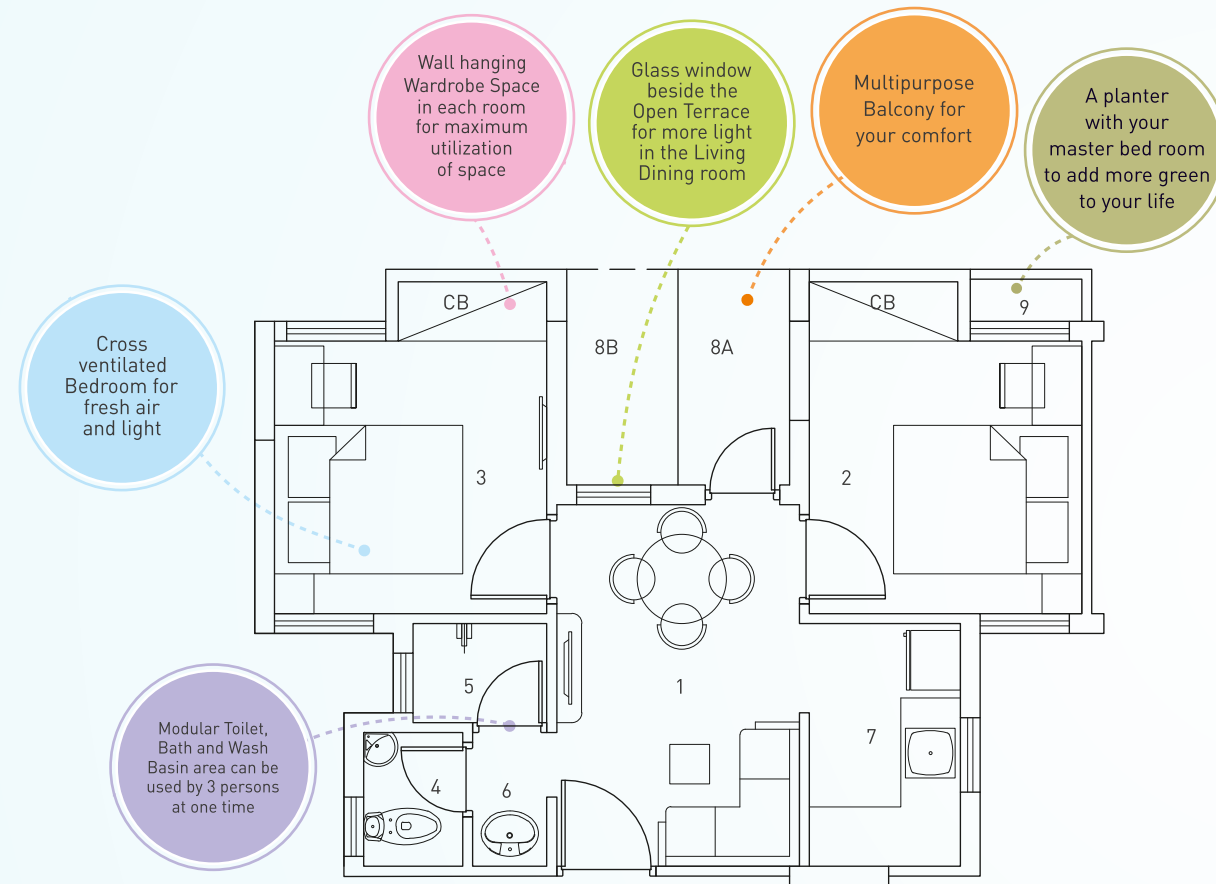 Wall hanging
Wardrobe Space
in each room
for maximum
utilization
of space
Glass window
beside the
Open Terrace
for more light
in the Living
Dining room
Multipurpose
Balcony for
your comfort
A planter
with your
master bed room
to add more green
to your life
Cross
ventilated
Bedroom for
fresh air
and light
CB
8B
8A
CB
9
3
2
5
1
7
4
6
Modular Toilet,
Bath and Wash
Basin area can be
used by 3 persons
at one time